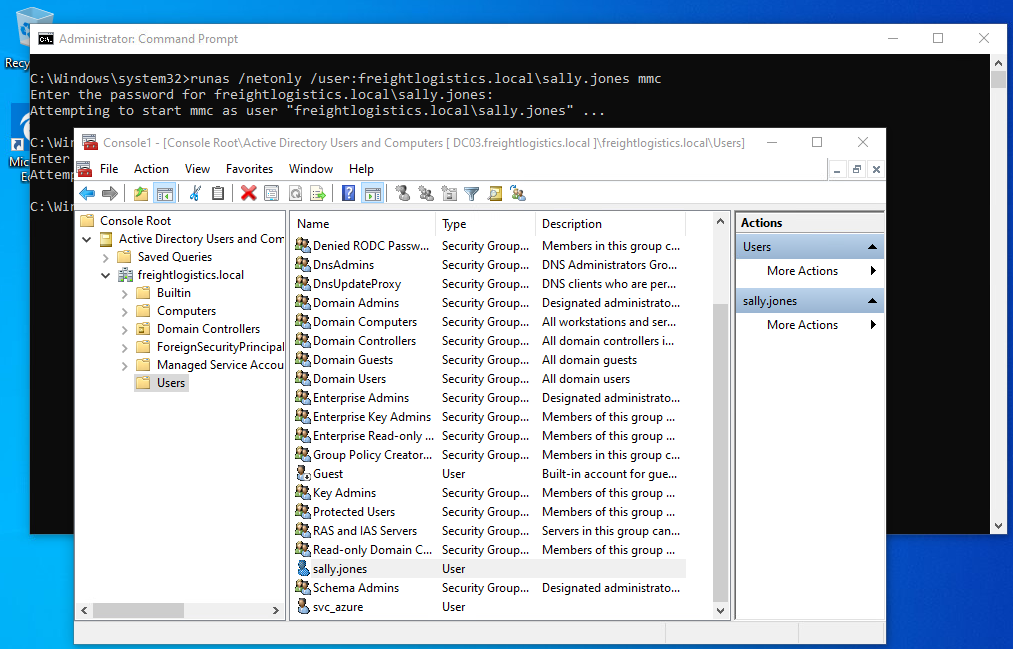 Recy
Administrator: Command Prompt
C:\Windows\system32>runas /netonly /user:freightlogistics.local\sally.jones mmc
Enter the password for freightlogistics.local\sally.jones:
Attempting to start mmc as user "freightlogistics.local\sally.jones" ...
C:\Wir
Enter
Attemp
C:\Wir
Mic
E
Console1 - [Console Root\Active Directory Users and Computers [ DC03.freightlogistics.local ]\freightlogistics.local\Users]
File Action View Favorites Window Help
Console Root
Active Directory Users and Com
Saved Queries
freightlogistics.local
Builtin
Computers
Domain Controllers
ForeignSecurityPrincipal
Managed Service Accou
Users
Name Type Description
Denied RODC Passw... Security Group... Members in this group c...
DnsAdmins Security Group... DNS Administrators Gro...
DnsUpdateProxy Security Group... DNS clients who are per...
Domain Admins Security Group... Designated administrato...
Domain Computers Security Group... All workstations and ser...
Domain Controllers Security Group... All domain controllers i...
Domain Guests Security Group... All domain guests
Domain Users Security Group... All domain users
Enterprise Admins Security Group... Designated administrato...
Enterprise Key Admins Security Group... Members of this group ...
Enterprise Read-only ... Security Group... Members of this group ...
Group Policy Creator... Security Group... Members in this group c...
Guest User Built-in account for gue...
Key Admins Security Group... Members of this group ...
Protected Users Security Group... Members of this group ...
RAS and IAS Servers Security Group... Servers in this group can...
Read-only Domain C... Security Group... Members of this group ...
sally.jones User
Schema Admins Security Group... Designated administrato...
svc_azure User
Actions
Users
More Actions
sally.jones
More Actions